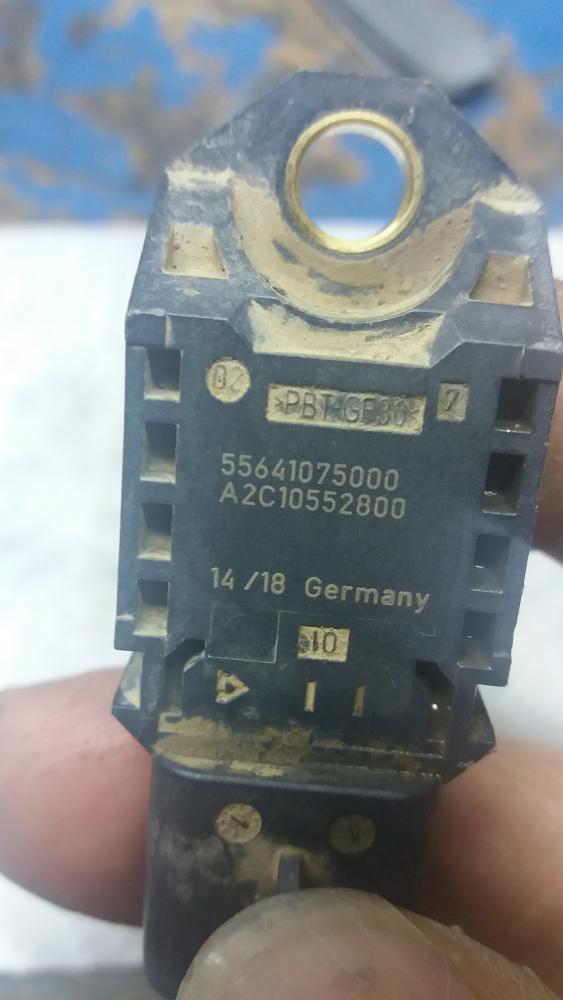 02 >PBT-GF30< 7
55641075000
A2C10552800
14/18 Germany
10